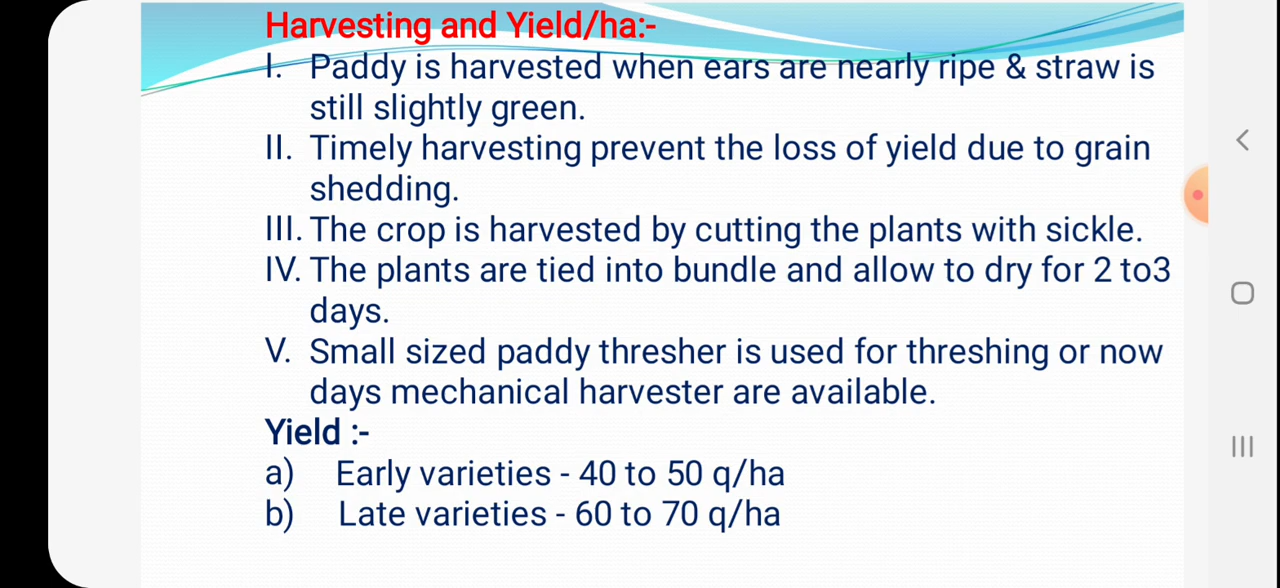 Harvesting and Yield/ha:-
I. Paddy is harvested when ears are nearly ripe & straw is
still slightly green.
II. Timely harvesting prevent the loss of yield due to grain
shedding.
III. The crop is harvested by cutting the plants with sickle.
IV. The plants are tied into bundle and allow to dry for 2 to3
days.
V. Small sized paddy thresher is used for threshing or now
days mechanical harvester are available.
Yield :-
a) Early varieties - 40 to 50 q/ha
b) Late varieties - 60 to 70 q/ha